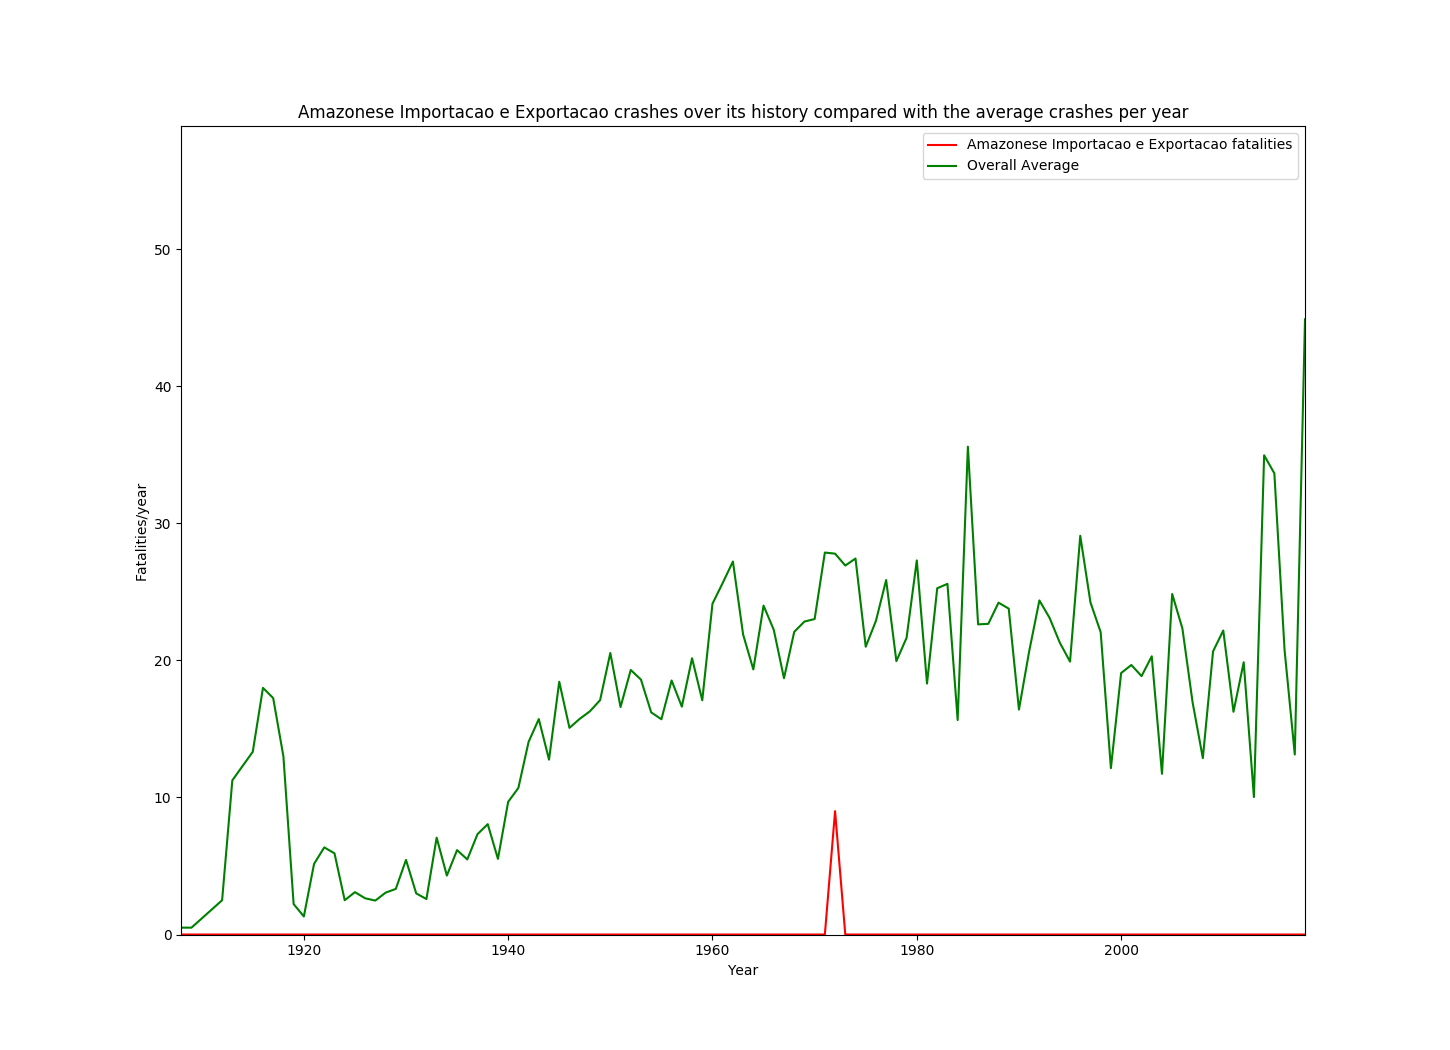 Amazonese Importacao e Exportacao crashes over its history compared with the average crashes per year
Amazonese Importacao e Exportacao fatalities
Overall Average
50
40
30
20
10
0
Fatalities/year
1920 1940 1960 1980 2000
Year